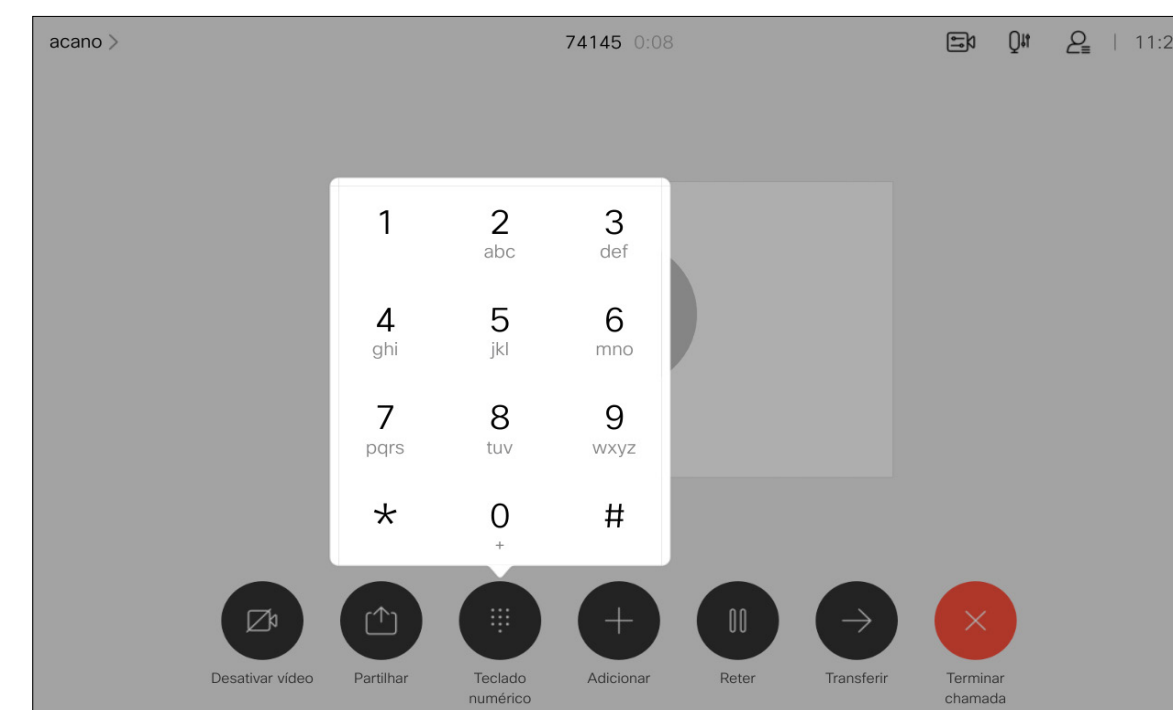 acano
74145 0:08
11:2
1 2 3
abc def
4 5 6
ghi jkl mno
7 8 9
pqrs tuv wxyz
* 0 #
+
Desativar vídeo Partilhar Teclado numérico Adicionar Reter Transferir Terminar chamada